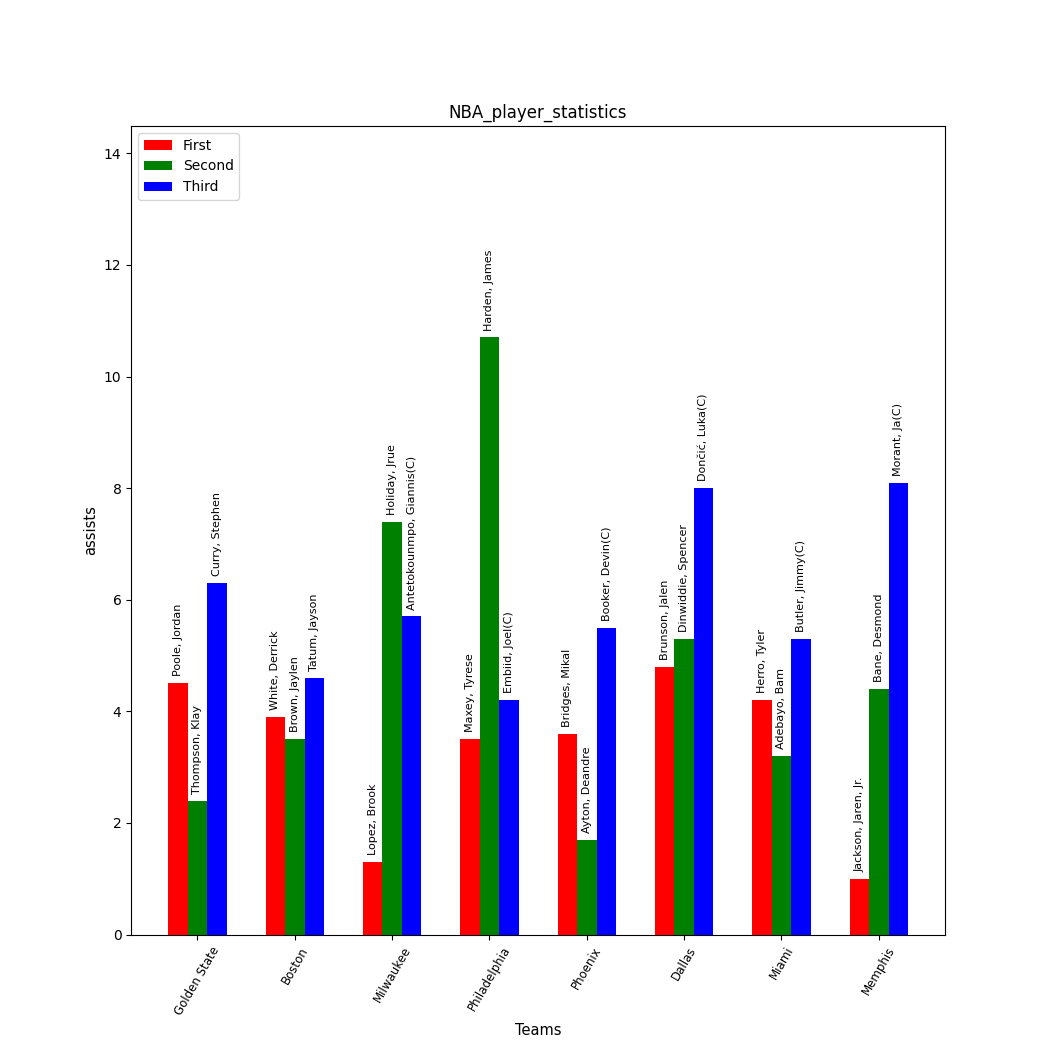 NBA_player_statistics
First
Second
Third
14
12
10
8
6
4
2
0
assists
Poole, Jordan
Thompson, Klay
Curry, Stephen
White, Derrick
Brown, Jaylen
Tatum, Jayson
Lopez, Brook
Holiday, Jrue
Antetokounmpo, Giannis(C)
Maxey, Tyrese
Harden, James
Embiid, Joel(C)
Bridges, Mikal
Ayton, Deandre
Booker, Devin(C)
Brunson, Jalen
Dinwiddie, Spencer
Dončić, Luka(C)
Herro, Tyler
Adebayo, Bam
Butler, Jimmy(C)
Jackson, Jaren, Jr.
Bane, Desmond
Morant, Ja(C)
Golden State
Boston
Milwaukee
Philadelphia
Phoenix
Dallas
Miami
Memphis
Teams